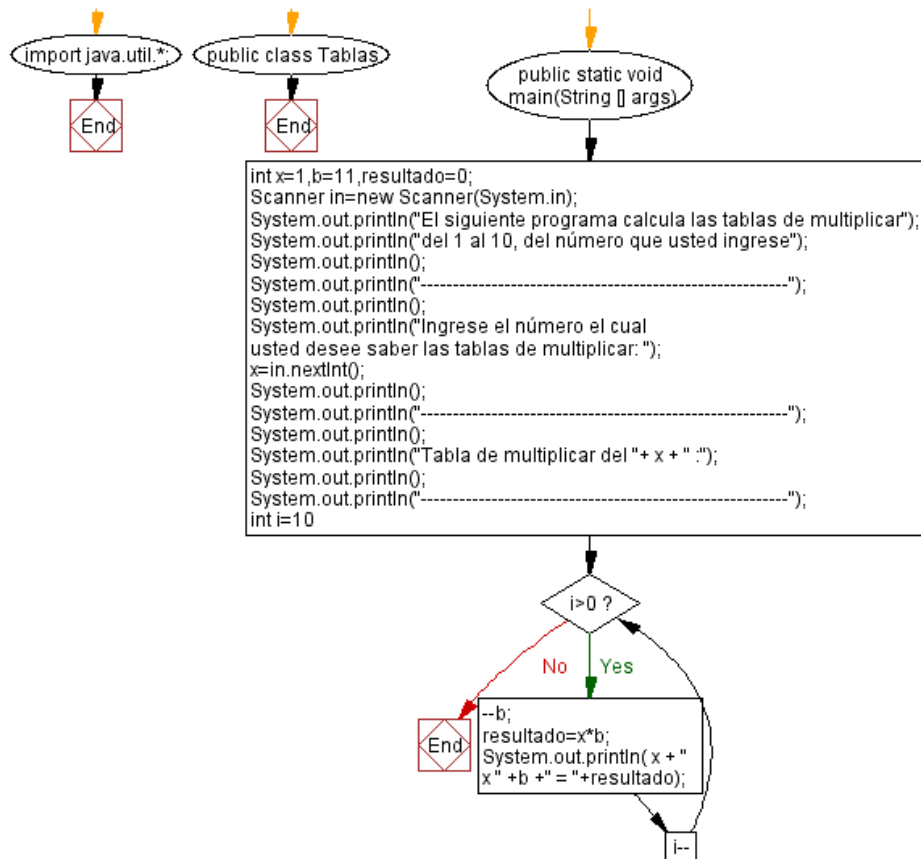 import java.util.*;
End
public class Tablas
End
public static void
main(String [] args)
int x=1,b=11,resultado=0;
Scanner in=new Scanner(System.in);
System.out.println("El siguiente programa calcula las tablas de multiplicar");
System.out.println("del 1 al 10, del número que usted ingrese");
System.out.println();
System.out.println("----------------------------------------------------------");
System.out.println();
System.out.println("Ingrese el número el cual
usted desee saber las tablas de multiplicar: ");
x=in.nextInt();
System.out.println();
System.out.println("----------------------------------------------------------");
System.out.println();
System.out.println("Tabla de multiplicar del "+ x + " :");
System.out.println();
System.out.println("----------------------------------------------------------");
int i=10
i>0 ?
No
Yes
End
--b;
resultado=x*b;
System.out.println( x + "
x " +b +" = "+resultado);
i--